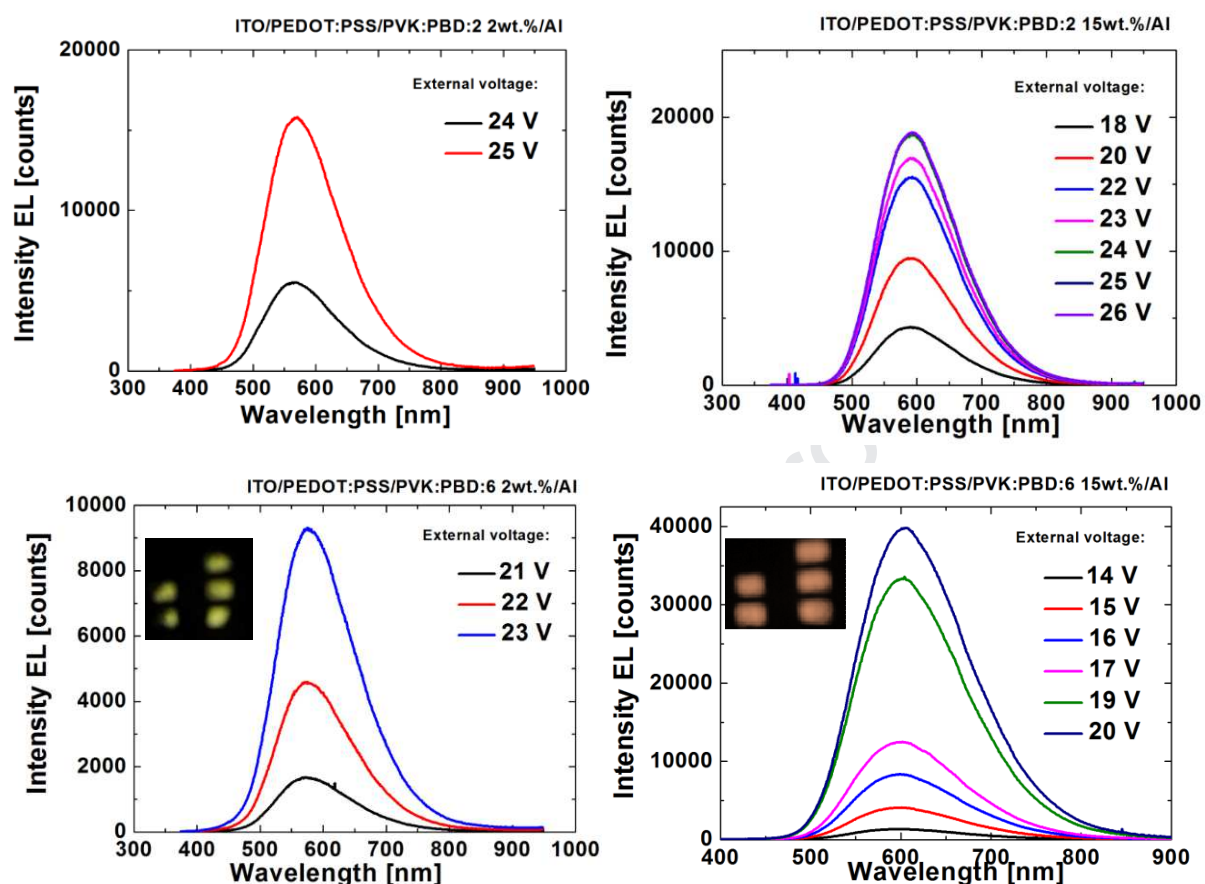 ITO/PEDOT:PSS/PVK:PBD:2 2wt.%/Al
20000
10000
0
Intensity EL [counts]
External voltage:
24 V
25 V
300 400 500 600 700 800 900 1000
Wavelength [nm]
ITO/PEDOT:PSS/PVK:PBD:2 15wt.%/Al
20000
10000
0
Intensity EL [counts]
External voltage:
18 V
20 V
22 V
23 V
24 V
25 V
26 V
300 400 500 600 700 800 900 1000
Wavelength [nm]
ITO/PEDOT:PSS/PVK:PBD:6 2wt.%/Al
10000
8000
6000
4000
2000
0
Intensity EL [counts]
External voltage:
21 V
22 V
23 V
300 400 500 600 700 800 900 1000
Wavelength [nm]
ITO/PEDOT:PSS/PVK:PBD:6 15wt.%/Al
40000
30000
20000
10000
0
Intensity EL [counts]
External voltage:
14 V
15 V
16 V
17 V
19 V
20 V
400 500 600 700 800 900
Wavelength [nm]